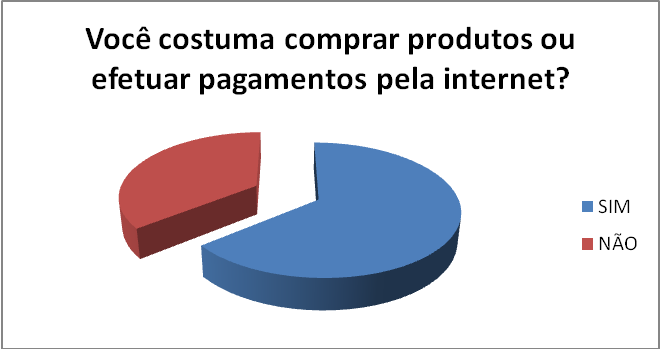 Você costuma comprar produtos ou
efetuar pagamentos pela internet?
SIM
NÃO